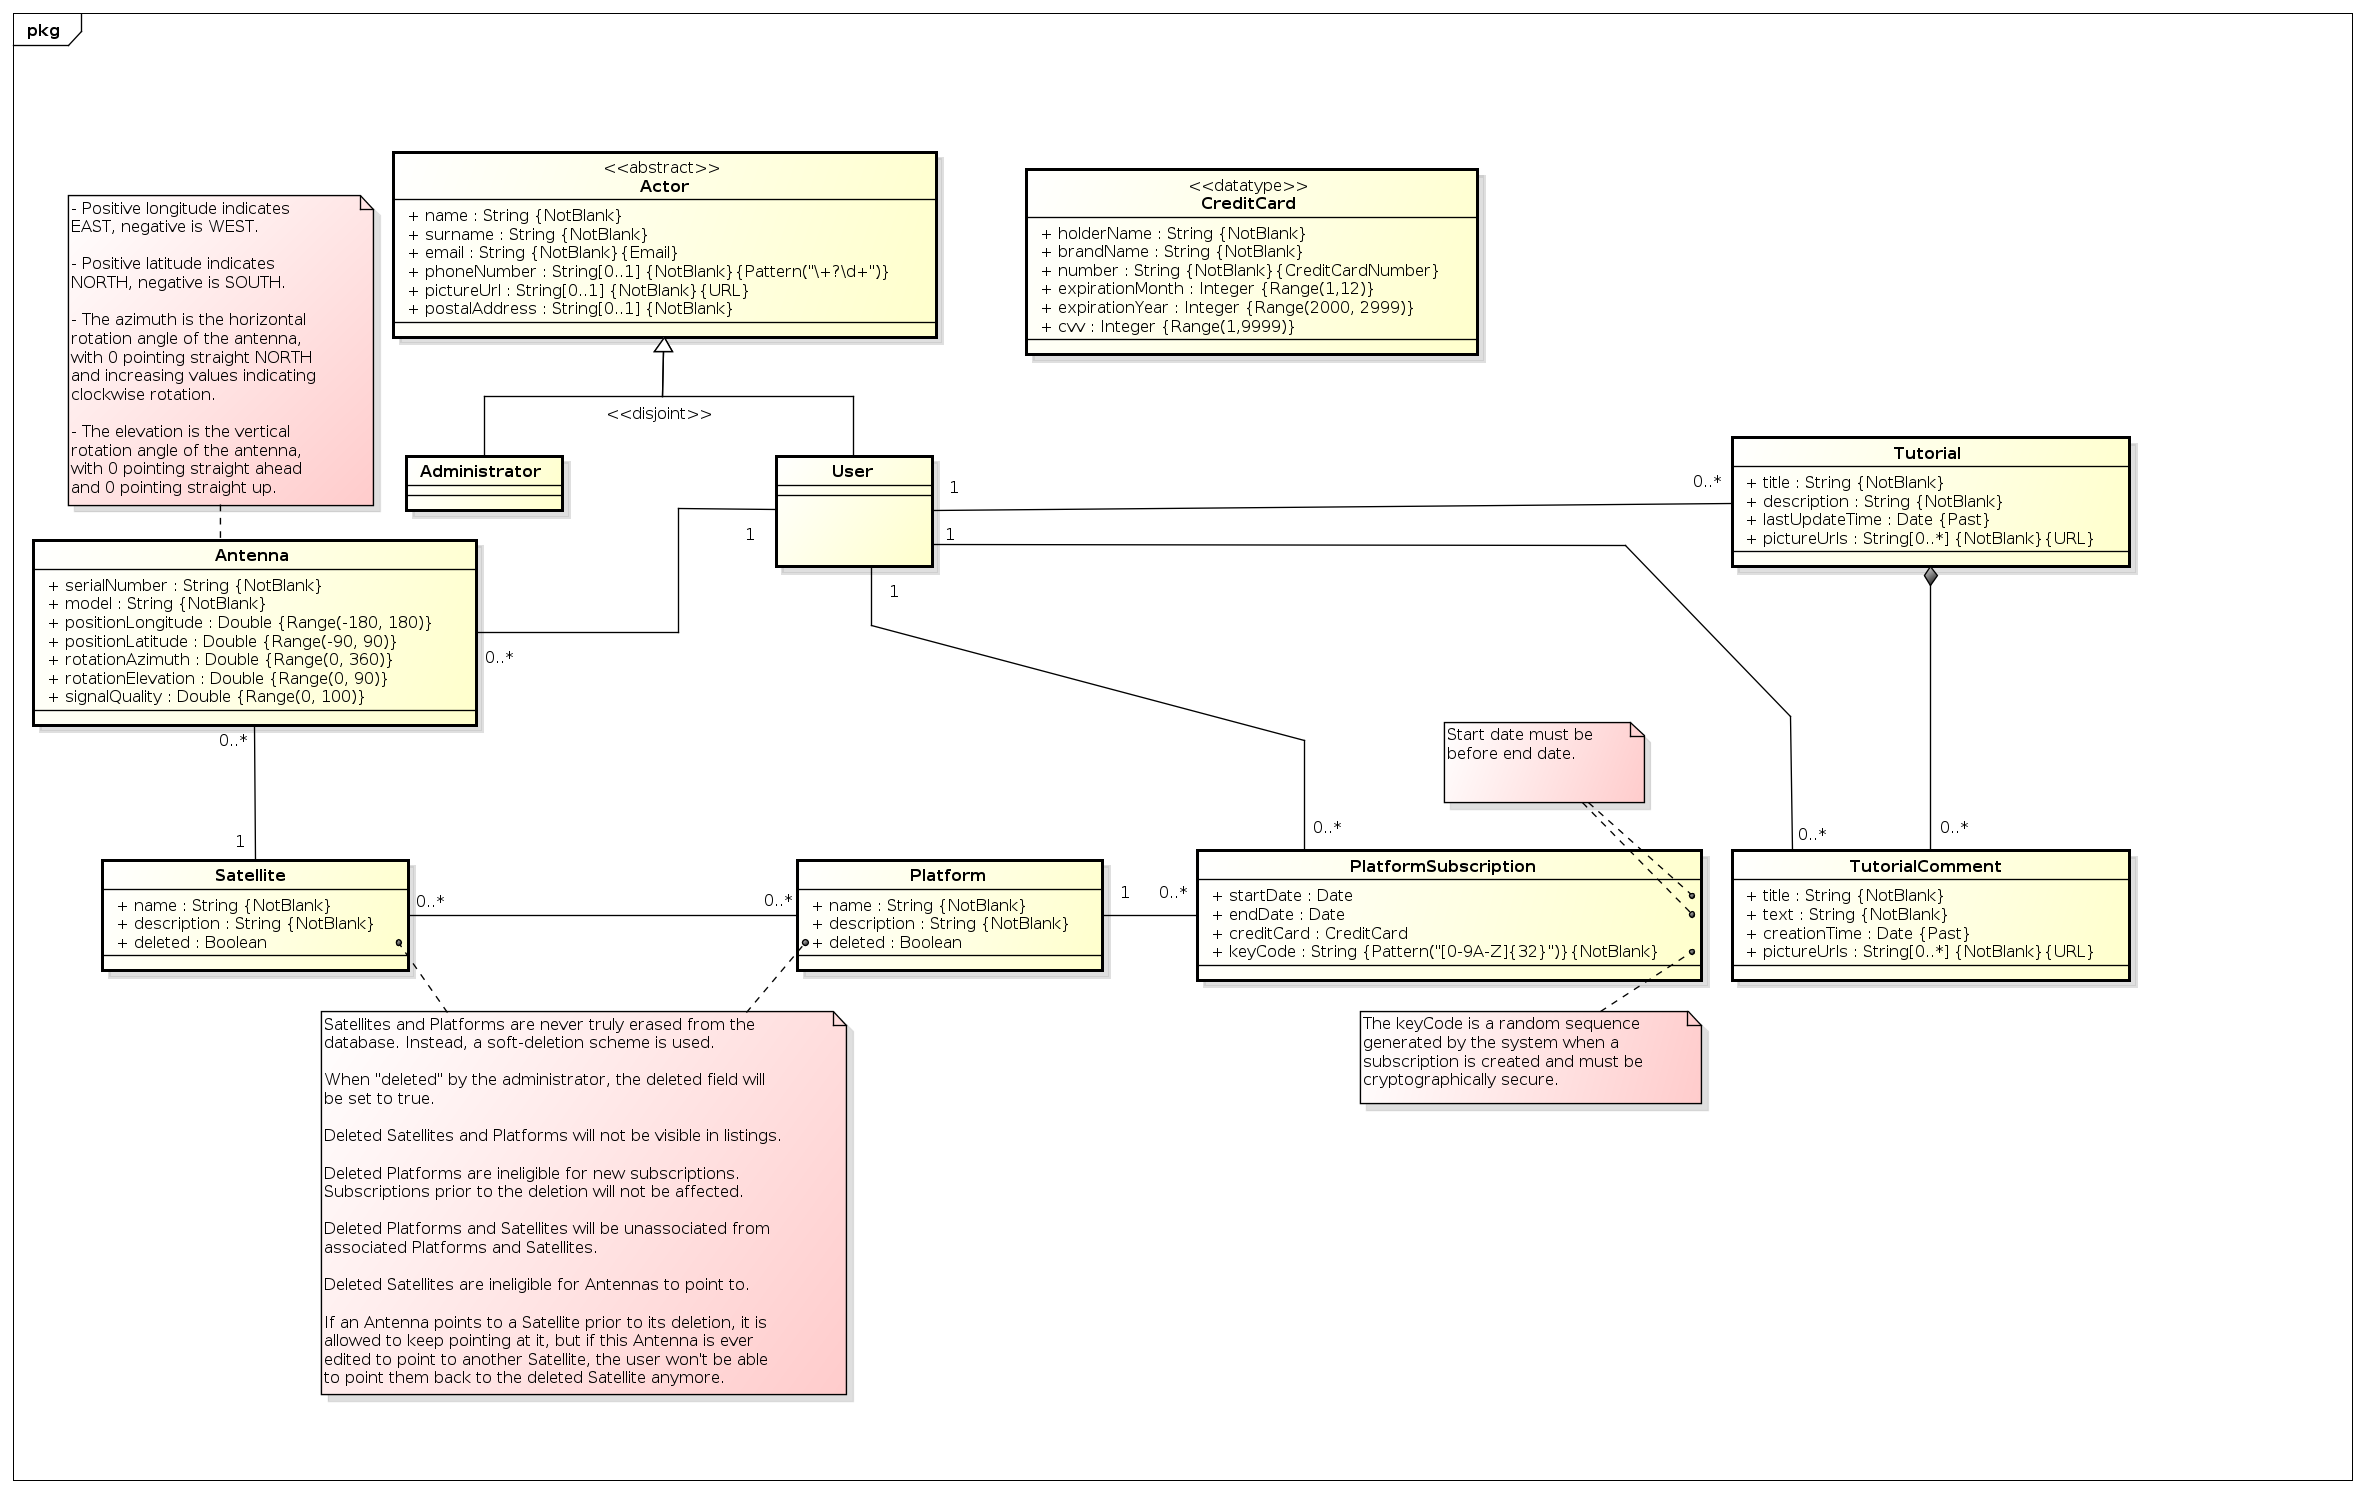 pkg
<<abstract>>
Actor
+ name : String {NotBlank}
+ surname : String {NotBlank}
+ email : String {NotBlank}{Email}
+ phoneNumber : String[0..1] {NotBlank}{Pattern("\+?\d+")}
+ pictureUrl : String[0..1] {NotBlank}{URL}
+ postalAddress : String[0..1] {NotBlank}
<<datatype>>
CreditCard
+ holderName : String {NotBlank}
+ brandName : String {NotBlank}
+ number : String {NotBlank}{CreditCardNumber}
+ expirationMonth : Integer {Range(1,12)}
+ expirationYear : Integer {Range(2000, 2999)}
+ cvv : Integer {Range(1,9999)}
- Positive longitude indicates
EAST, negative is WEST.
- Positive latitude indicates
NORTH, negative is SOUTH.
- The azimuth is the horizontal
rotation angle of the antenna,
with 0 pointing straight NORTH
and increasing values indicating
clockwise rotation.
- The elevation is the vertical
rotation angle of the antenna,
with 0 pointing straight ahead
and 0 pointing straight up.
<<disjoint>>
Administrator
User
1
0..*
1
1
1
Tutorial
+ title : String {NotBlank}
+ description : String {NotBlank}
+ lastUpdateTime : Date {Past}
+ pictureUrls : String[0..*] {NotBlank}{URL}
Antenna
+ serialNumber : String {NotBlank}
+ model : String {NotBlank}
+ positionLongitude : Double {Range(-180, 180)}
+ positionLatitude : Double {Range(-90, 90)}
+ rotationAzimuth : Double {Range(0, 360)}
+ rotationElevation : Double {Range(0, 90)}
+ signalQuality : Double {Range(0, 100)}
0..*
0..*
1
Start date must be
before end date.
0..*
0..*
0..*
Satellite
+ name : String {NotBlank}
+ description : String {NotBlank}
+ deleted : Boolean
0..*
0..*
Platform
+ name : String {NotBlank}
+ description : String {NotBlank}
+ deleted : Boolean
1
0..*
PlatformSubscription
+ startDate : Date
+ endDate : Date
+ creditCard : CreditCard
+ keyCode : String {Pattern("[0-9A-Z]{32}")}{NotBlank}
TutorialComment
+ title : String {NotBlank}
+ text : String {NotBlank}
+ creationTime : Date {Past}
+ pictureUrls : String[0..*] {NotBlank}{URL}
Satellites and Platforms are never truly erased from the
database. Instead, a soft-deletion scheme is used.
When "deleted" by the administrator, the deleted field will
be set to true.
Deleted Satellites and Platforms will not be visible in listings.
Deleted Platforms are ineligible for new subscriptions.
Subscriptions prior to the deletion will not be affected.
Deleted Platforms and Satellites will be unassociated from
associated Platforms and Satellites.
Deleted Satellites are ineligible for Antennas to point to.
If an Antenna points to a Satellite prior to its deletion, it is
allowed to keep pointing at it, but if this Antenna is ever
edited to point to another Satellite, the user won't be able
to point them back to the deleted Satellite anymore.
The keyCode is a random sequence
generated by the system when a
subscription is created and must be
cryptographically secure.